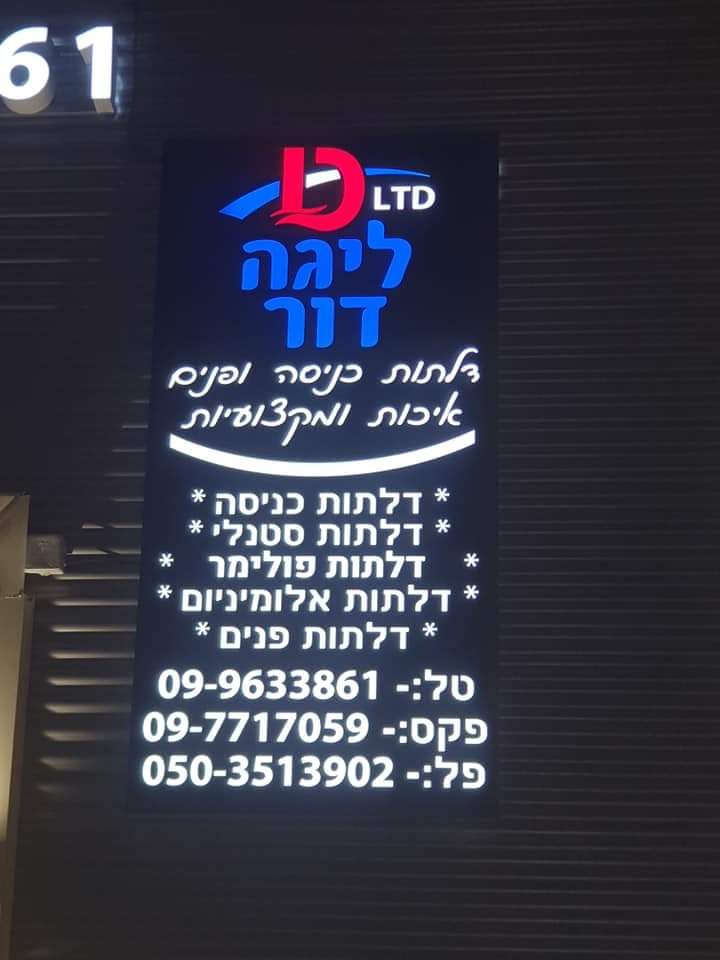 61
LD LTD
ליגה
דור
דלתות כניסה ופנים
איכות ומקצועיות
* דלתות כניסה *
* דלתות סטנלי *
* דלתות פולימר *
* דלתות אלומיניום *
* דלתות פנים *
טל:- 09-9633861
פקס:- 09-7717059
פל:- 050-3513902